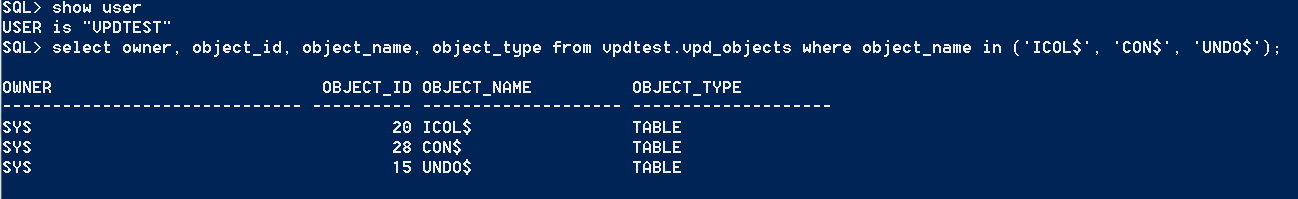 SQL> show user
USER is "VPDTEST"
SQL> select owner, object_id, object_name, object_type from vpdtest.vpd_objects where object_name in ('ICOL$', 'CON$', 'UNDO$');
OWNER                           OBJECT_ID OBJECT_NAME          OBJECT_TYPE
------------------------------ ---------- -------------------- --------------------
SYS                                    20 ICOL$                TABLE
SYS                                    28 CON$                 TABLE
SYS                                    15 UNDO$                TABLE